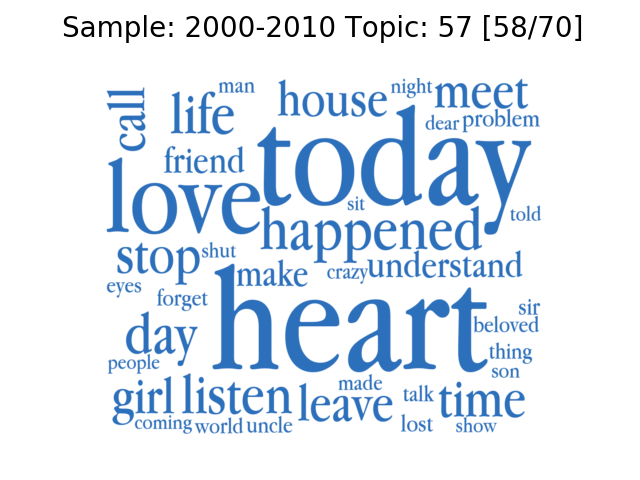 Sample: 2000-2010 Topic: 57 [58/70]
call life man house night meet
dear problem
friend today
love sit told
happened
stop shut make crazy understand
eyes forget heart sir
day beloved
people thing
son
girl listen leave made talk time
coming world uncle lost show